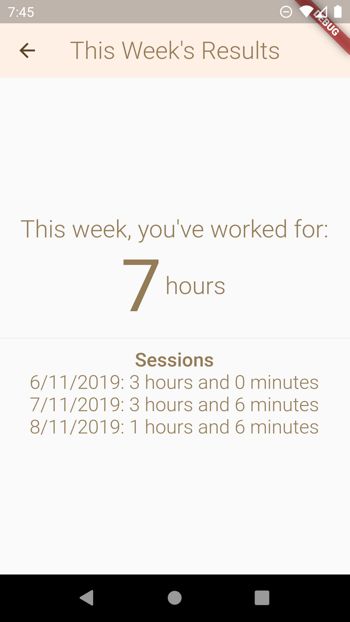 7:45
DEBUG
This Week's Results
This week, you've worked for:
7 hours
Sessions
6/11/2019: 3 hours and 0 minutes
7/11/2019: 3 hours and 6 minutes
8/11/2019: 1 hours and 6 minutes